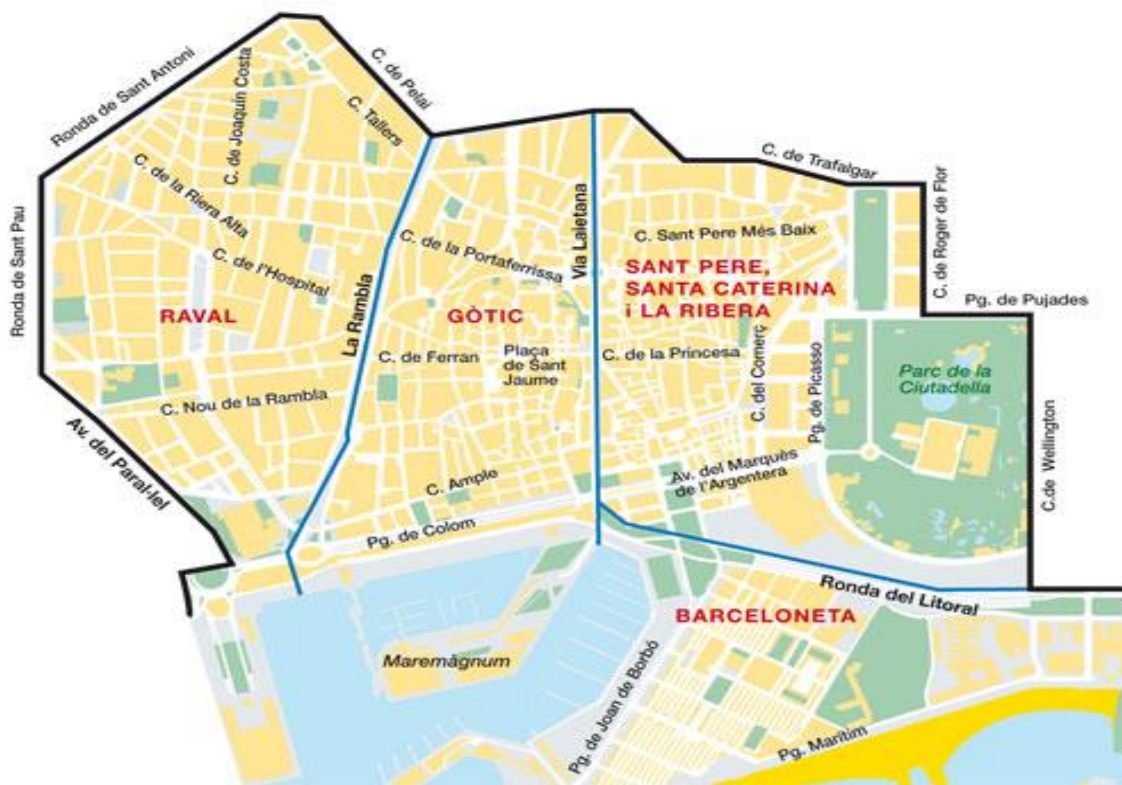 C. de Pelai
Ronda de Sant Antoni
C. de Joaquín Costa
C. Tallers
C. de Trafalgar
C. de la Riera Alta
C. de Roger de Flor
Ronda de Sant Pau
C. de l'Hospital
La Rambla
C. de la Portaferrissa
Via Laietana
C. Sant Pere Més Baix
SANT PERE,
SANTA CATERINA
i LA RIBERA
Pg. de Pujades
RAVAL
GÒTIC
C. de Ferran
Plaça
de Sant
Jaume
C. de la Princesa
C. del Comerç
Pg. de Picasso
Parc de la
Ciutadella
C. Nou de la Rambla
Av. del Paral·lel
C. Ample
Av. del Marquès
de l'Argentera
C.de Wellington
Pg. de Colom
Ronda del Litoral
BARCELONETA
Maremàgnum
Pg. de Joan de Borbó
Pg. Marítim